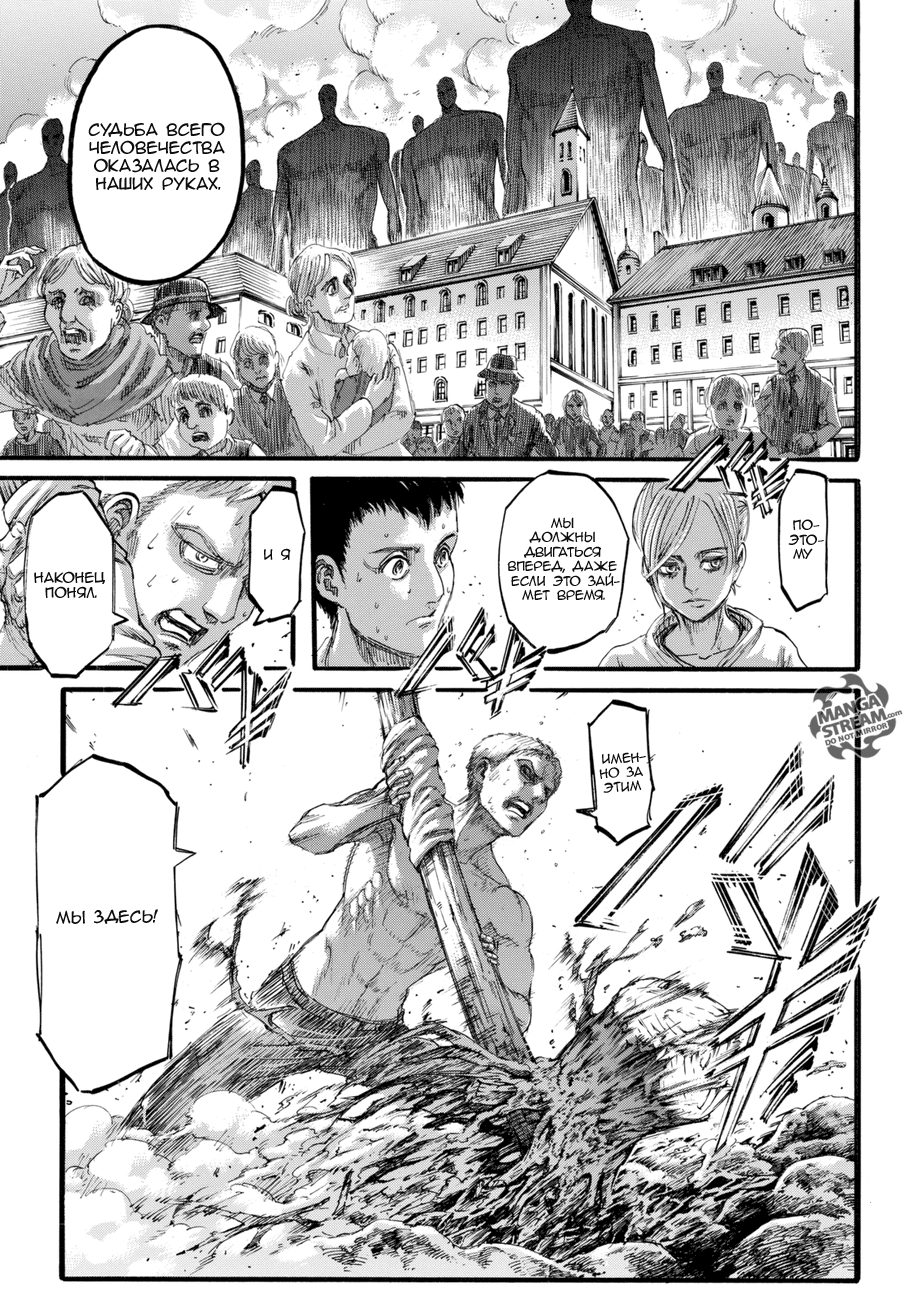 СУДЬБА ВСЕГО
ЧЕЛОВЕЧЕСТВА
ОКАЗАЛАСЬ В
НАШИХ РУКАХ.
ПО-
ЭТО-
МУ
МЫ
ДОЛЖНЫ
ДВИГАТЬСЯ
ВПЕРЕД, ДАЖЕ
ЕСЛИ ЭТО ЗАЙ-
МЕТ ВРЕМЯ.
И Я
НАКОНЕЦ
ПОНЯЛ.
MANGA
STREAM.com
DO NOT MIRROR
ИМЕН-
НО ЗА
ЭТИМ
МЫ ЗДЕСЬ!